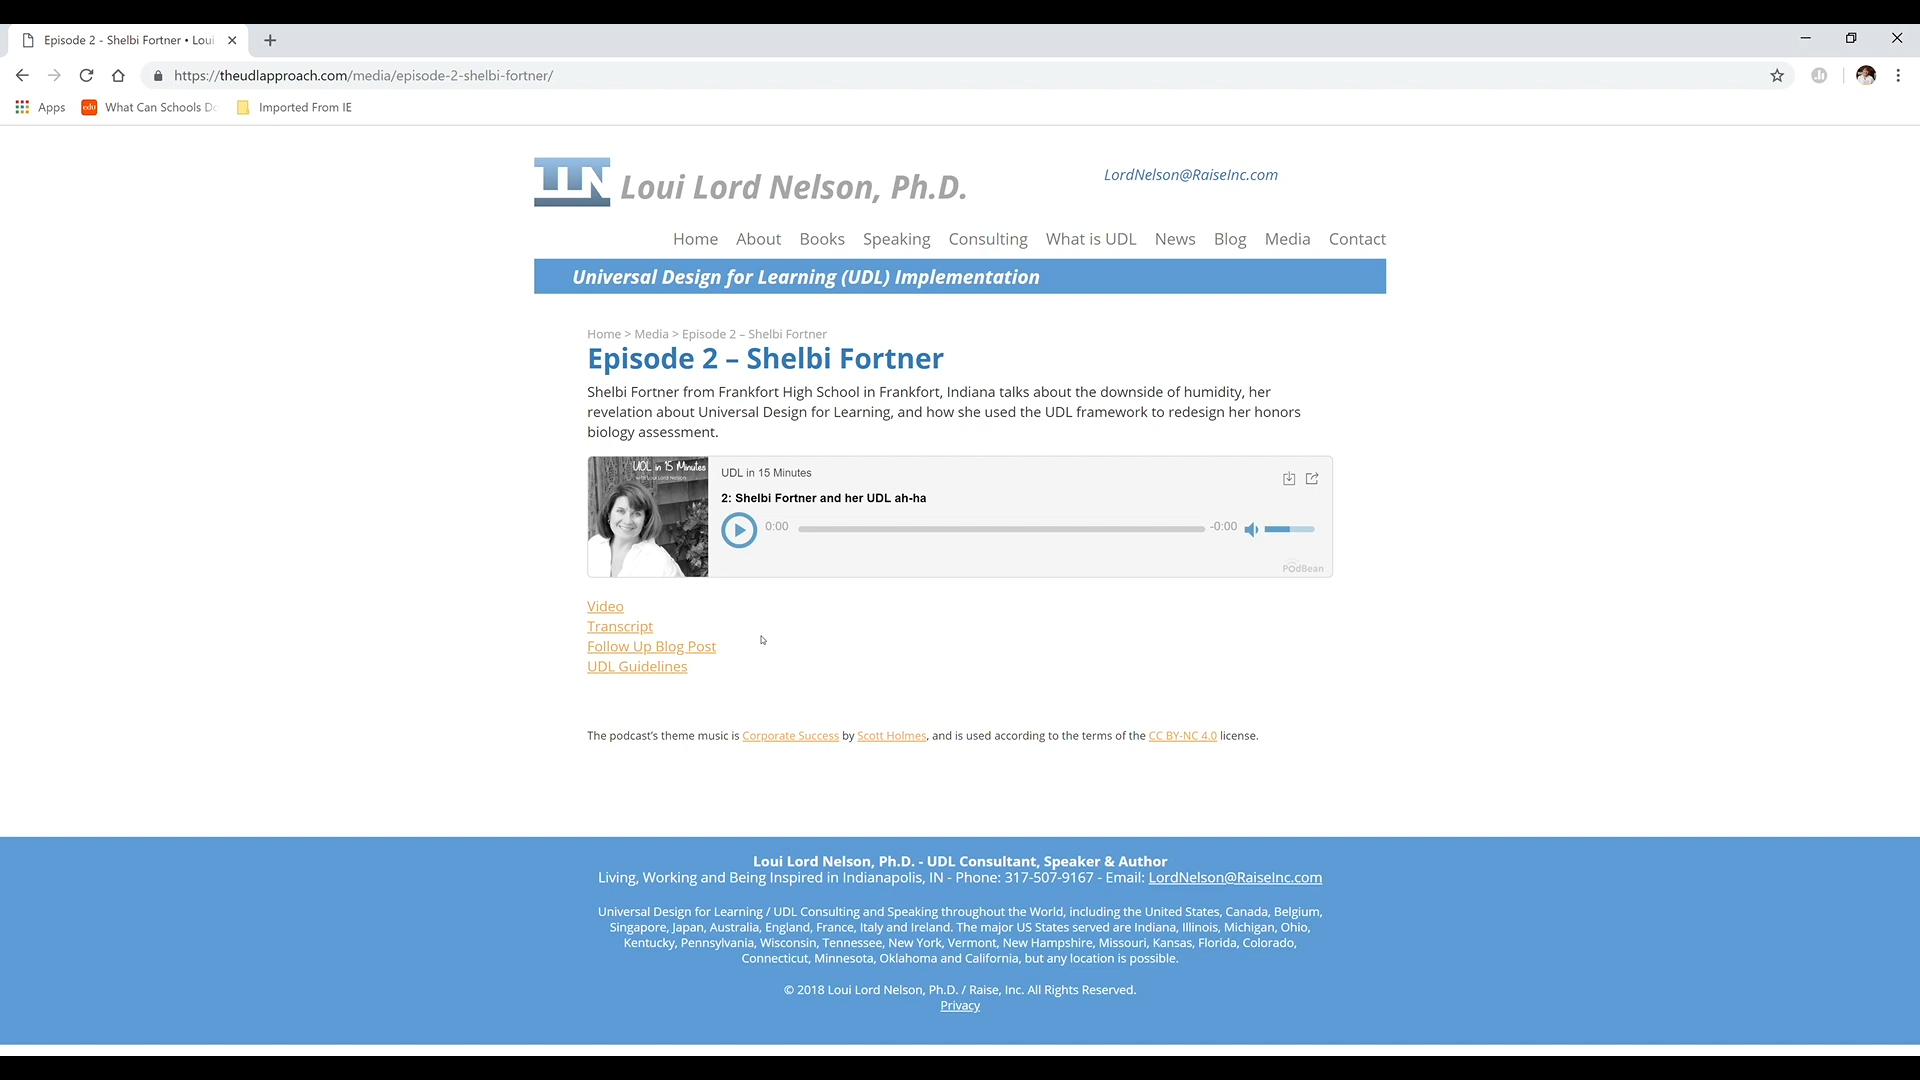 Episode 2 - Shelbi Fortner • Loui
https://theudlapproach.com/media/episode-2-shelbi-fortner/
Apps
edu
What Can Schools Do
Imported From IE
LLN
Loui Lord Nelson, Ph.D.
LordNelson@RaiseInc.com
Home About Books Speaking Consulting What is UDL News Blog Media Contact
Universal Design for Learning (UDL) Implementation
Home > Media > Episode 2 – Shelbi Fortner
Episode 2 – Shelbi Fortner
Shelbi Fortner from Frankfort High School in Frankfort, Indiana talks about the downside of humidity, her
revelation about Universal Design for Learning, and how she used the UDL framework to redesign her honors
biology assessment.
UDL in 15 Minutes
with Loui Lord Nelson
UDL in 15 Minutes
2: Shelbi Fortner and her UDL ah-ha
0:00
-0:00
PodBean
Video
Transcript
Follow Up Blog Post
UDL Guidelines
The podcast's theme music is Corporate Success by Scott Holmes, and is used according to the terms of the CC BY-NC 4.0 license.
Loui Lord Nelson, Ph.D. - UDL Consultant, Speaker & Author
Living, Working and Being Inspired in Indianapolis, IN - Phone: 317-507-9167 - Email: LordNelson@RaiseInc.com
Universal Design for Learning / UDL Consulting and Speaking throughout the World, including the United States, Canada, Belgium,
Singapore, Japan, Australia, England, France, Italy and Ireland. The major US States served are Indiana, Illinois, Michigan, Ohio,
Kentucky, Pennsylvania, Wisconsin, Tennessee, New York, Vermont, New Hampshire, Missouri, Kansas, Florida, Colorado,
Connecticut, Minnesota, Oklahoma and California, but any location is possible.
© 2018 Loui Lord Nelson, Ph.D. / Raise, Inc. All Rights Reserved.
Privacy